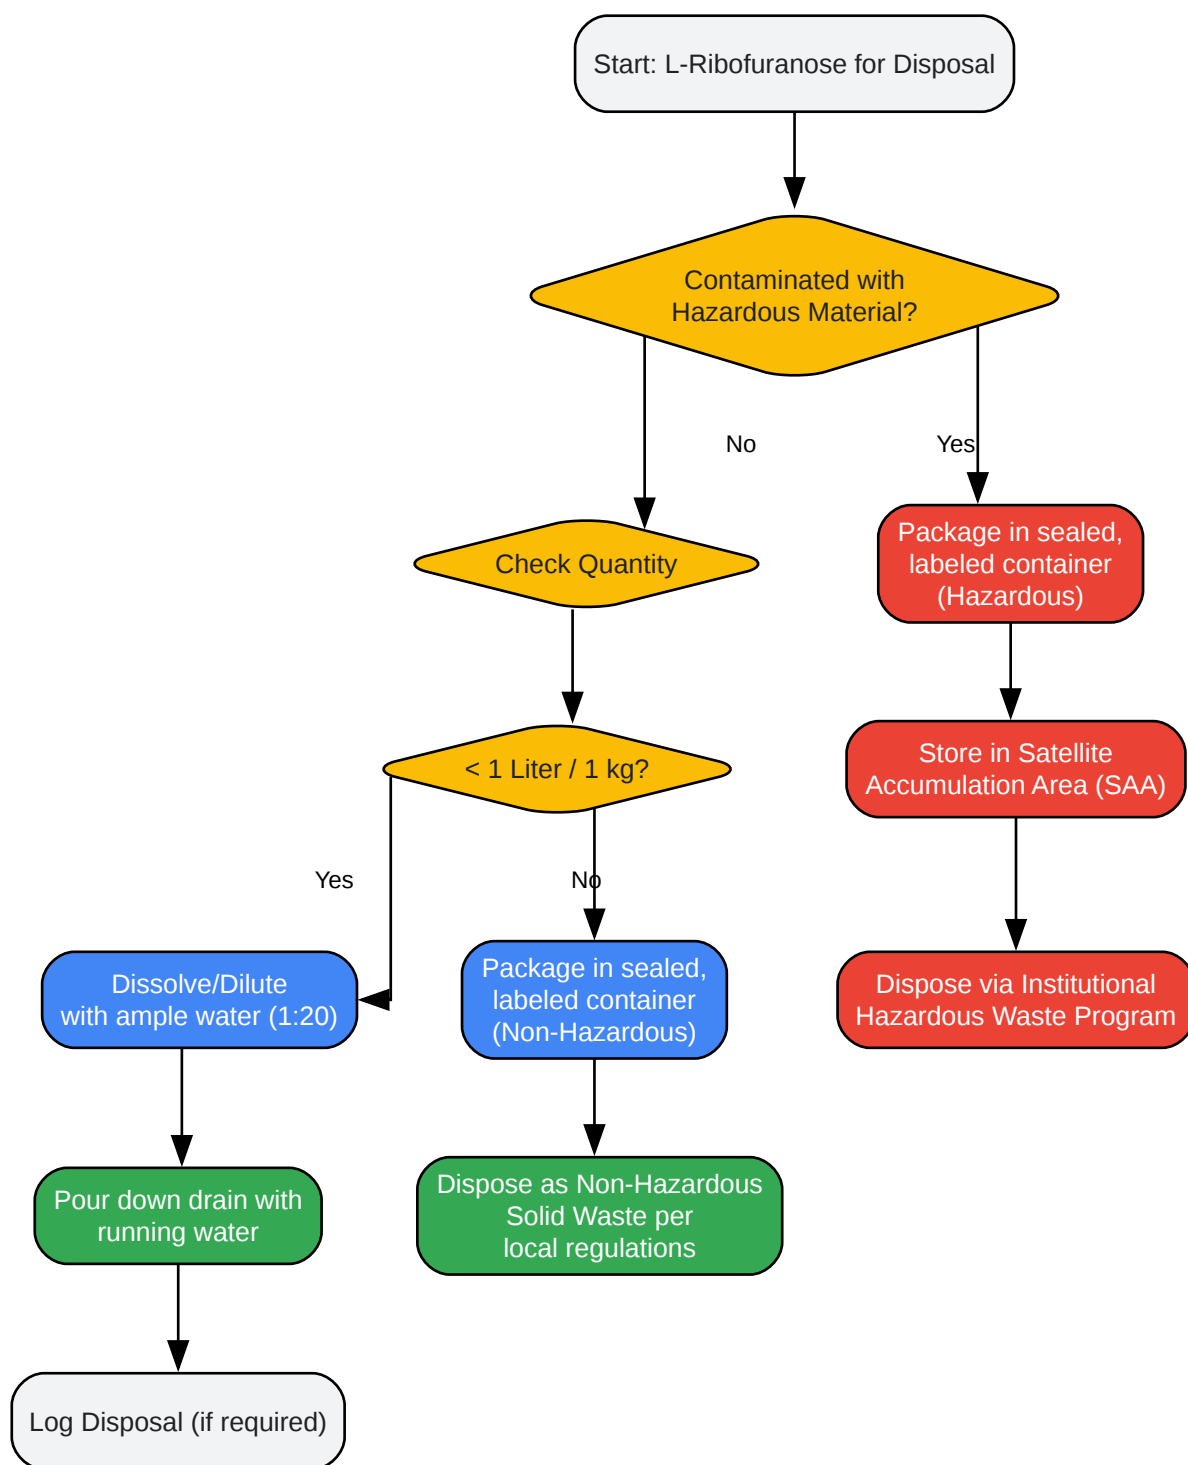 Start: L-Ribofuranose for Disposal
Contaminated with
Hazardous Material?
No
Yes
Check Quantity
Package in sealed,
labeled container
(Hazardous)
< 1 Liter / 1 kg?
Store in Satellite
Accumulation Area (SAA)
Yes
No
Dissolve/Dilute
with ample water (1:20)
Package in sealed,
labeled container
(Non-Hazardous)
Dispose via Institutional
Hazardous Waste Program
Pour down drain with
running water
Dispose as Non-Hazardous
Solid Waste per
local regulations
Log Disposal (if required)